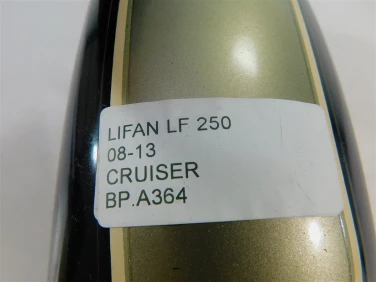 LIFAN LF 250
08-13
CRUISER
BP.A364